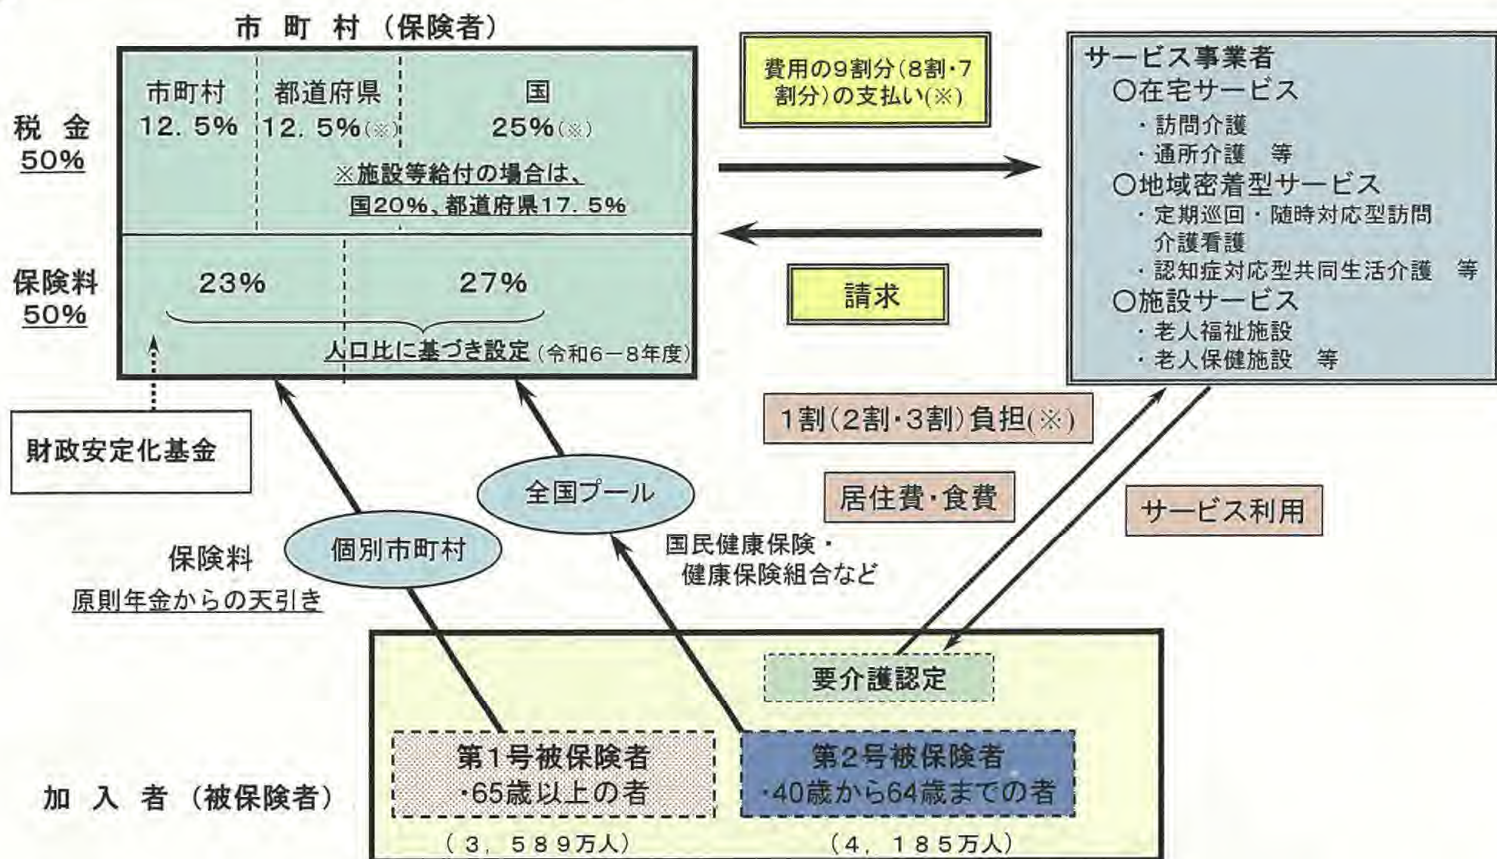 市町村（保険者）
税金
50%
市町村
12.5%
都道府県
12.5%(※)
国
25%(※)
※施設等給付の場合は、
国20%、都道府県17.5%
保険料
50%
23%
27%
人口比に基づき設定（令和6－8年度）
財政安定化基金
費用の9割分（8割・7
割分）の支払い(※)
請求
サービス事業者
○在宅サービス
・訪問介護
・通所介護　等
○地域密着型サービス
・定期巡回・随時対応型訪問
介護看護
・認知症対応型共同生活介護　等
○施設サービス
・老人福祉施設
・老人保健施設　等
1割（2割・3割）負担(※)
居住費・食費
サービス利用
全国プール
個別市町村
保険料
原則年金からの天引き
国民健康保険・
健康保険組合など
要介護認定
加入者（被保険者）
第1号被保険者
・65歳以上の者
（3,589万人）
第2号被保険者
・40歳から64歳までの者
（4,185万人）